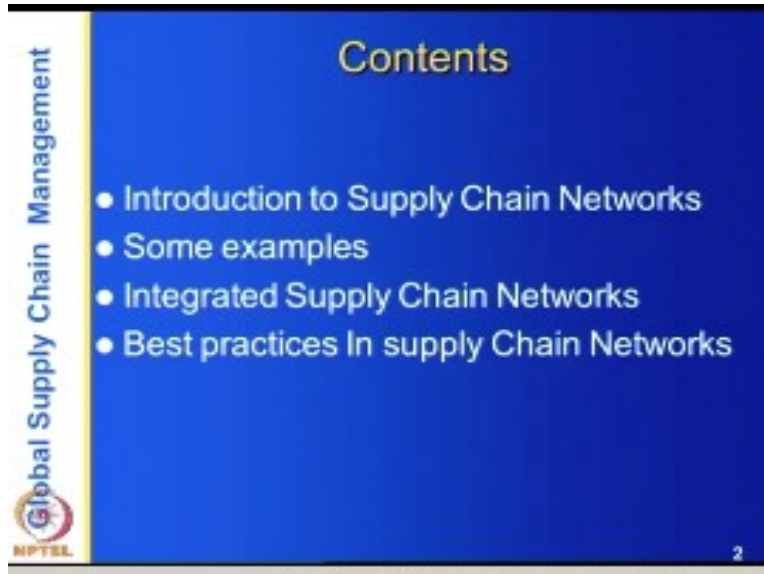 Contents
Global Supply Chain Management
● Introduction to Supply Chain Networks
● Some examples
● Integrated Supply Chain Networks
● Best practices In supply Chain Networks
NPTEL
2